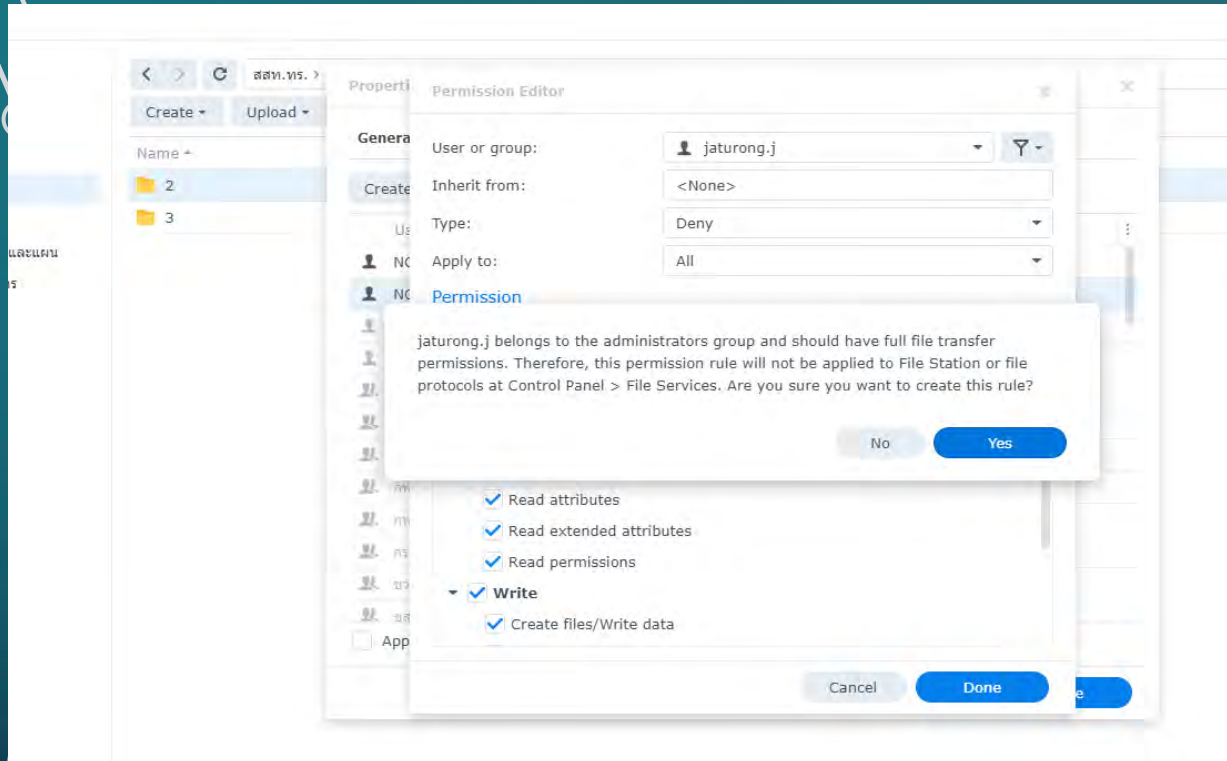 สสท.ทร. >
Create
Upload
Name
2
3
และแผน
Properti
Genera
Create
Us
NO
NO
App
Permission Editor
User or group:
jaturong.j
Inherit from:
<None>
Type:
Deny
Apply to:
All
Permission
jaturong.j belongs to the administrators group and should have full file transfer
permissions. Therefore, this permission rule will not be applied to File Station or file
protocols at Control Panel > File Services. Are you sure you want to create this rule?
No
Yes
Read attributes
Read extended attributes
Read permissions
Write
Create files/Write data
Cancel
Done
e